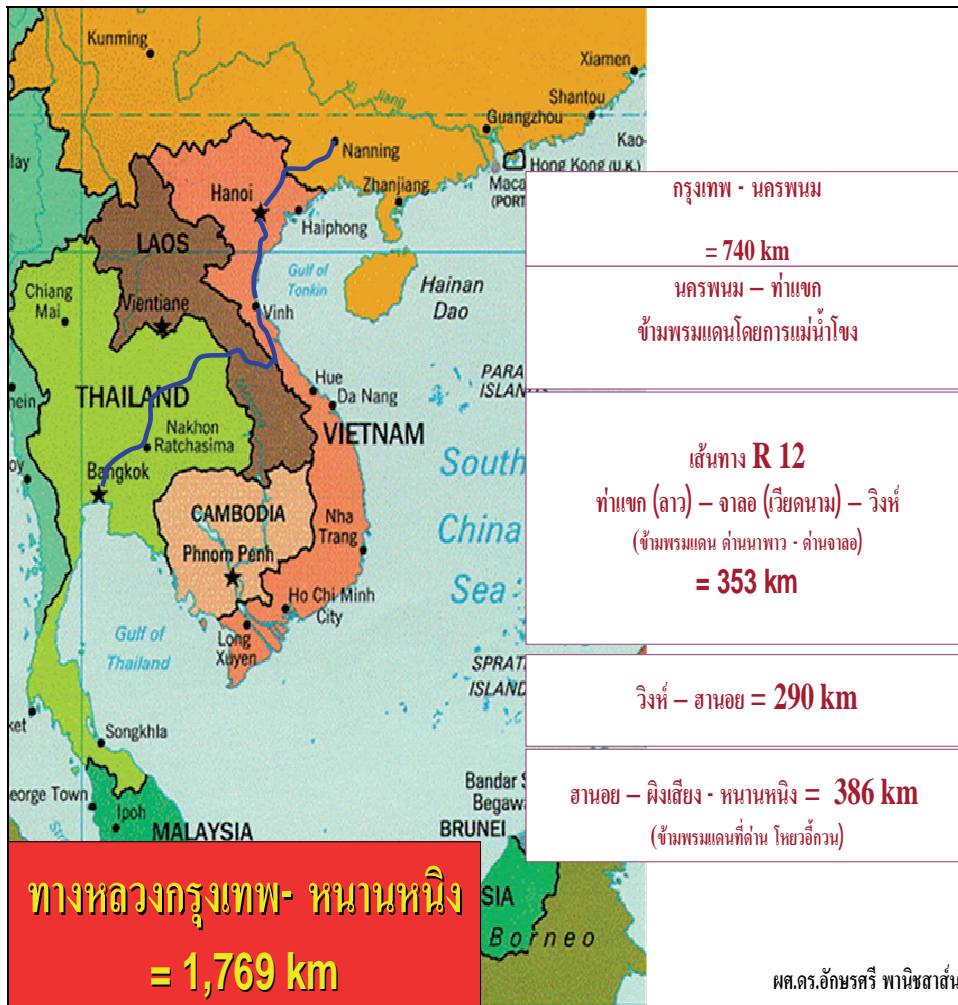 Kunming
Xiamen
Xi Jiang
Shantou
Guangzhou
Kao-
Nanning
Hong Kong (U.K.)
Maca
(PORT
Zhanjiang
Hanoi
Haiphong
LAOS
Gulf of
Tonkin
Hainan
Dao
Chiang
Mai
Vientiane
Vinh
Hue
Da Nang
PARA
ISLAN
THAILAND
VIETNAM
Nakhon
Ratchasima
Bangkok
South
China
Sea
CAMBODIA
Nha
Trang
Phnom Penh
Ho Chi Minh
City
Long
Xuyen
Gulf of
Thailand
SPRAT
ISLAND
Songkhla
ket
George Town
Ipoh
MALAYSIA
Bandar S
Begawa
BRUNEI
SIA
Borneo
กรุงเทพ - นครพนม
= 740 km
นครพนม – ท่าแขก
ข้ามพรมแดนโดยการแม่น้ำโขง
เส้นทาง R 12
ท่าแขก (ลาว) – จาลอ (เวียดนาม) – วิงห์
(ข้ามพรมแดน ด่านนาพาว - ด่านจาลอ)
= 353 km
วิงห์ – ฮานอย = 290 km
ฮานอย – ผิงเสียง - หนานหนิง = 386 km
(ข้ามพรมแดนที่ด่าน โหยวอี้กวน)
ทางหลวงกรุงเทพ- หนานหนิง
= 1,769 km
ผศ.ดร.อักษรศรี พานิชสาส์น